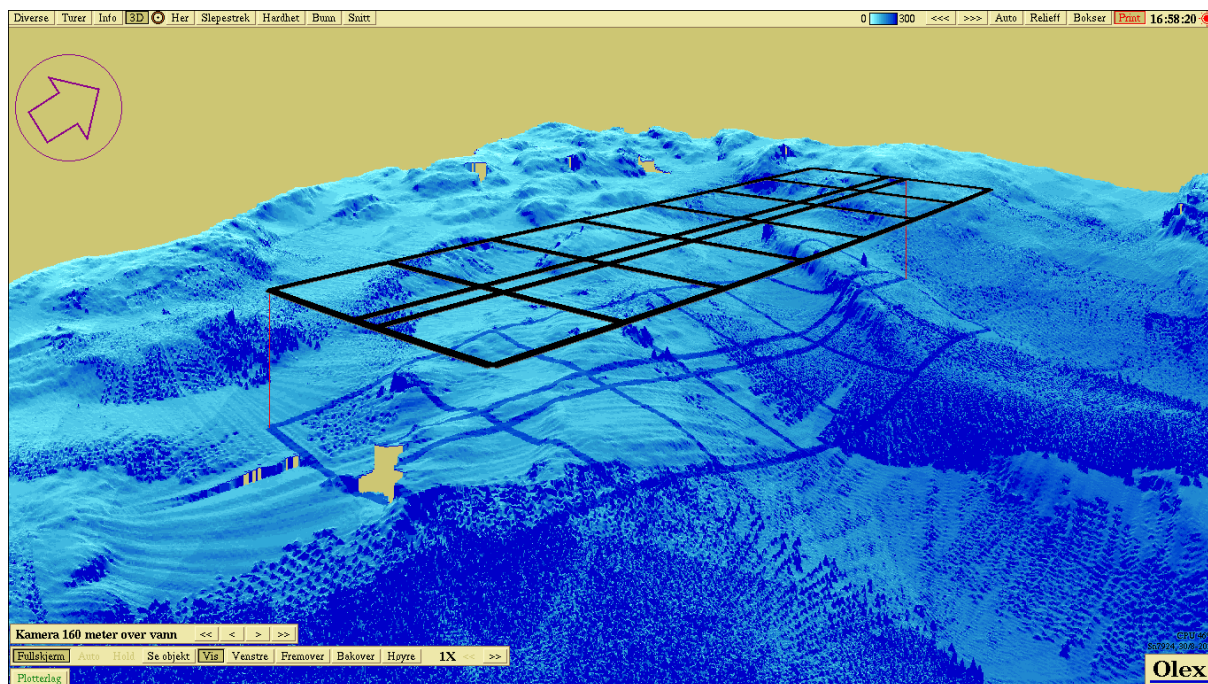 Diverse Turer Info 3D Her Slepestrek Hardhet Bunn Snitt 0 300 <<< >>> Auto Relieff Bokser Print 16:58:20
Kamera 160 meter over vann << < > >>
Fullskjerm Auto Hold Se objekt Vis Venstre Fremover Bakover Høyre 1X << >>
Plotterlag
Olex